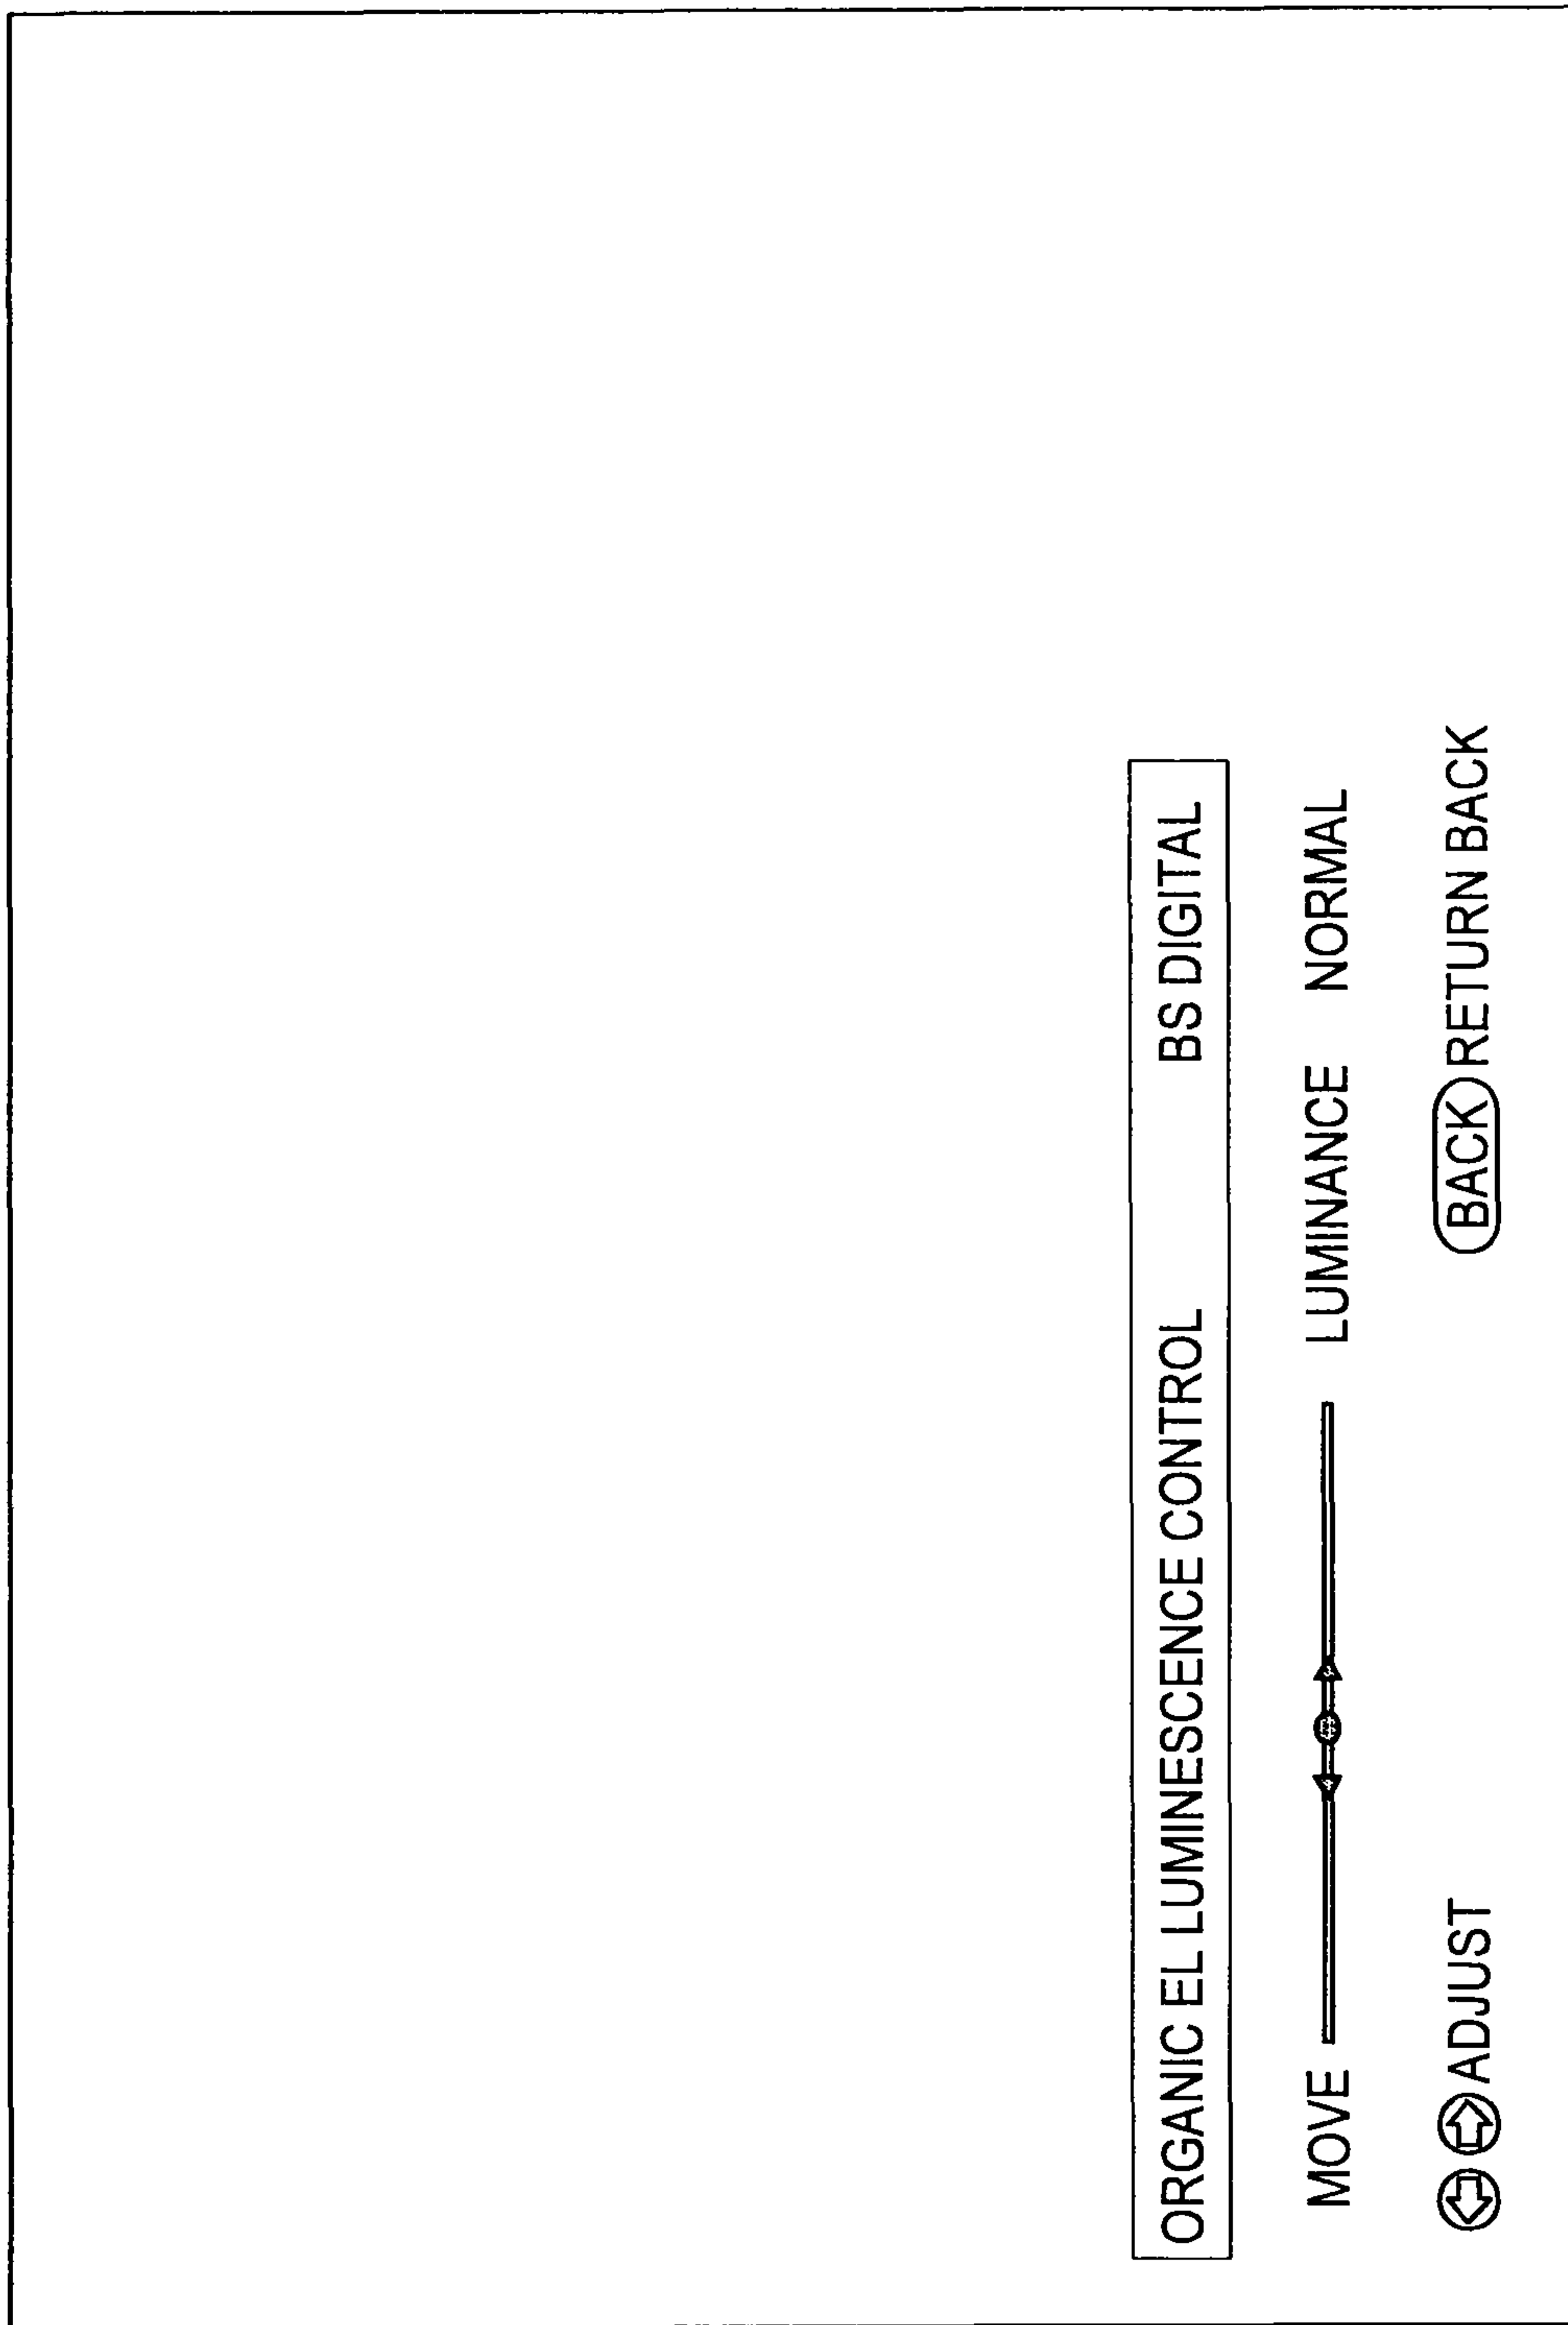 ORGANIC EL LUMINESCENCE CONTROL BS DIGITAL
MOVE LUMINANCE NORMAL
ADJUST BACK RETURN BACK